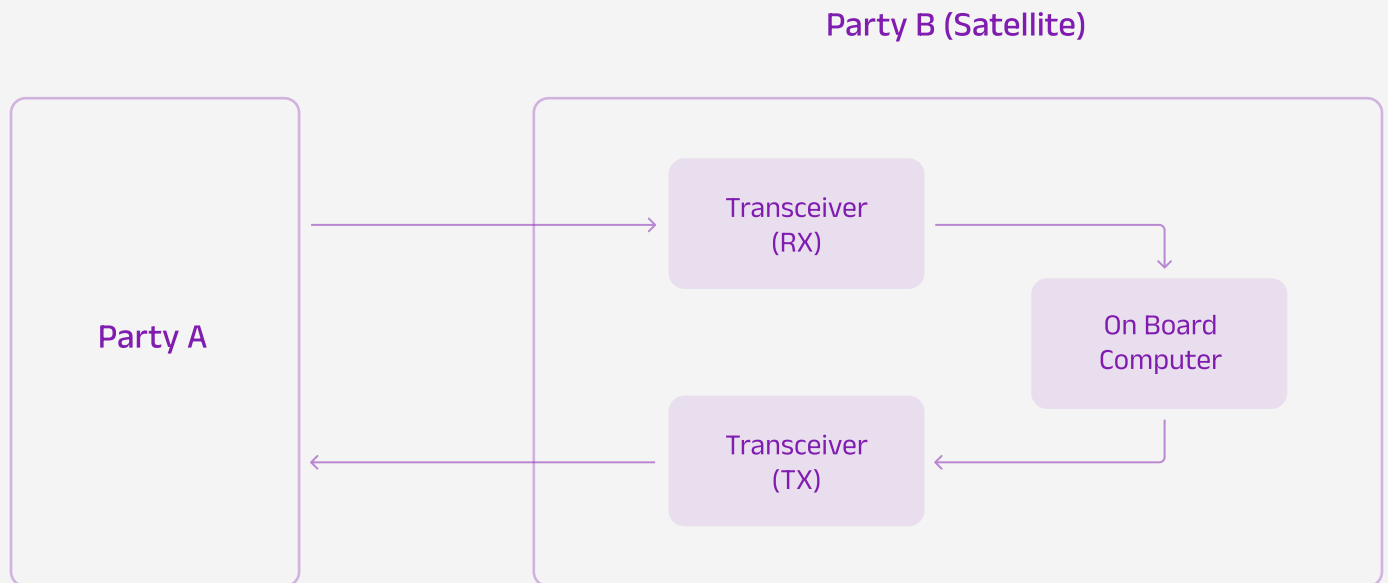 Party B (Satellite)
Transceiver
(RX)
On Board
Computer
Party A
Transceiver
(TX)